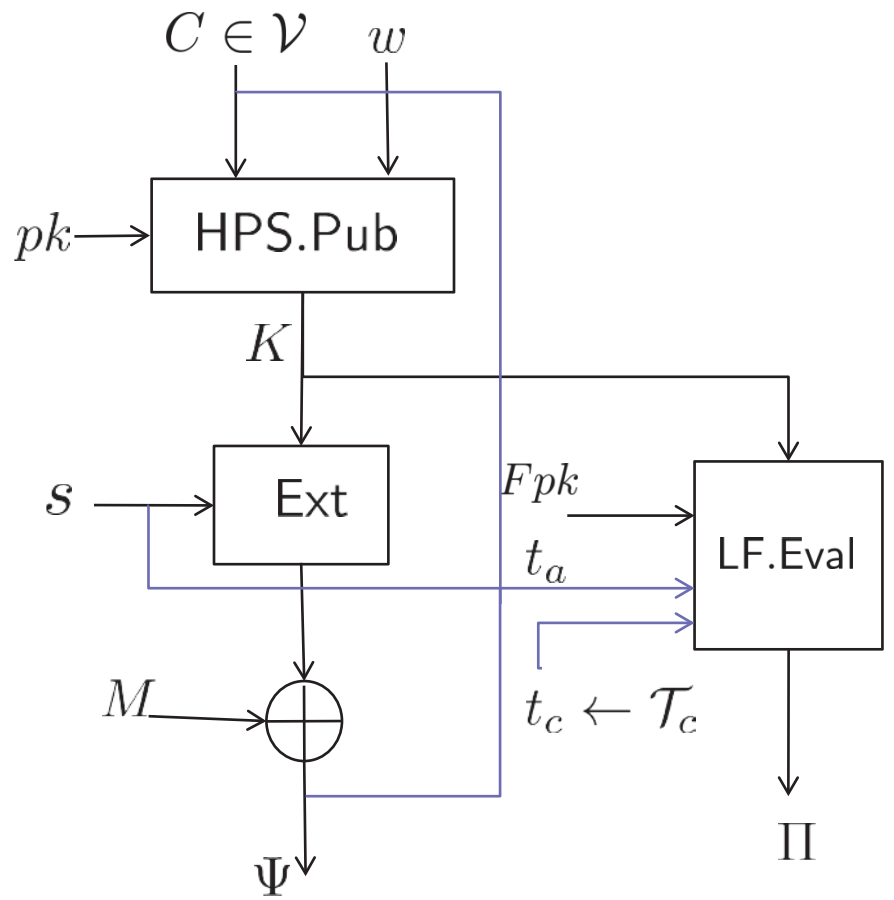 C ∈ 𝒱 w
pk
HPS.Pub
K
s
Ext
Fpk
LF.Eval
t_a
M
t_c ← 𝒯_c
Π
Ψ